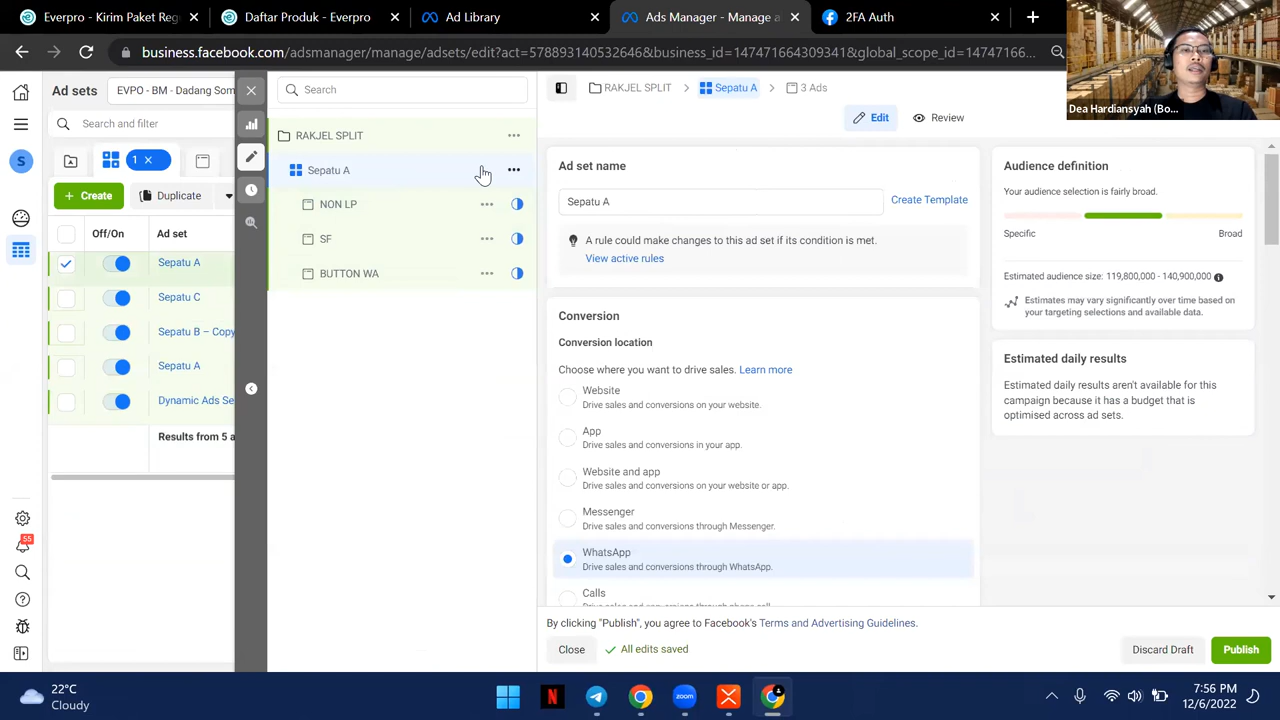 Everpro - Kirim Paket Reg
Daftar Produk - Everpro
Ad Library
Ads Manager - Manage a
2FA Auth
business.facebook.com/adsmanager/manage/adsets/edit?act=578893140532646&business_id=147471664309341&global_scope_id=14747166...
Dea Hardiansyah (Bo...
Ad sets
EVPO - BM - Dadang Som
Search and filter
1
Create
Duplicate
Off/On
Ad set
Sepatu A
Sepatu C
Sepatu B – Copy
Sepatu A
Dynamic Ads Se
Results from 5 a
S
55
Search
RAKJEL SPLIT
Sepatu A
NON LP
SF
BUTTON WA
RAKJEL SPLIT
Sepatu A
3 Ads
Edit
Review
Ad set name
Sepatu A
Create Template
A rule could make changes to this ad set if its condition is met.
View active rules
Conversion
Conversion location
Choose where you want to drive sales. Learn more
Website
Drive sales and conversions on your website.
App
Drive sales and conversions in your app.
Website and app
Drive sales and conversions on your website or app.
Messenger
Drive sales and conversions through Messenger.
WhatsApp
Drive sales and conversions through WhatsApp.
Calls
Audience definition
Your audience selection is fairly broad.
Specific
Broad
Estimated audience size: 119,800,000 - 140,900,000
Estimates may vary significantly over time based on
your targeting selections and available data.
Estimated daily results
Estimated daily results aren't available for this
campaign because it has a budget that is
optimised across ad sets.
By clicking "Publish", you agree to Facebook's Terms and Advertising Guidelines.
Close
All edits saved
Discard Draft
Publish
22°C
Cloudy
zoom
7:56 PM
12/6/2022